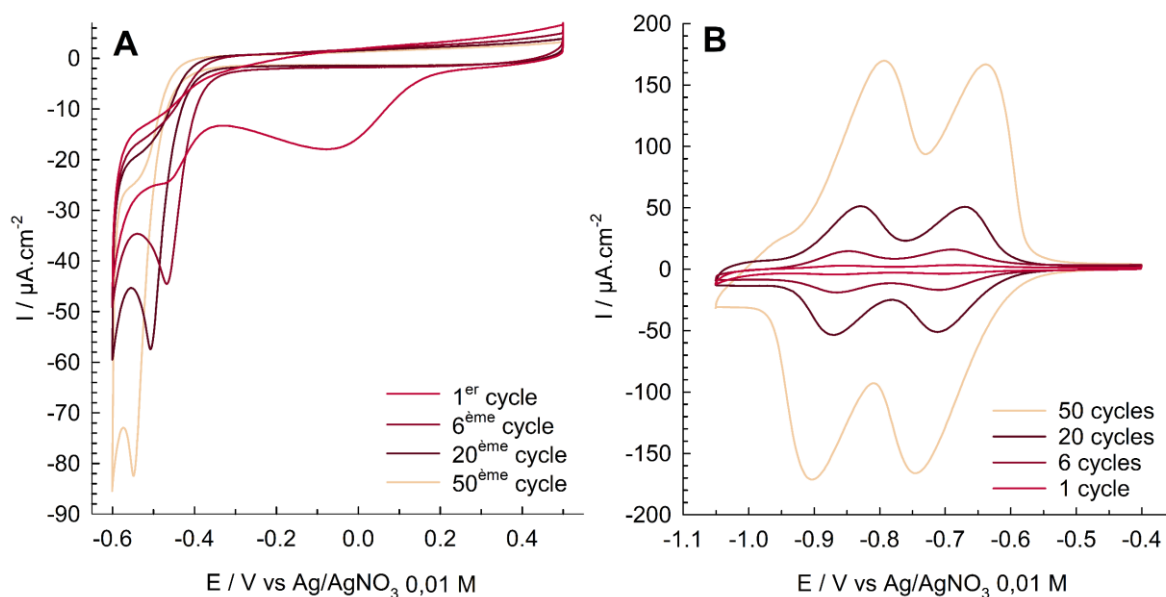 A
I / µA.cm-2
0
-10
-20
-30
-40
-50
-60
-70
-80
-90
-0.6 -0.4 -0.2 0.0 0.2 0.4
E / V vs Ag/AgNO3 0,01 M
1er cycle
6ème cycle
20ème cycle
50ème cycle
B
I / µA.cm-2
200
150
100
50
0
-50
-100
-150
-200
-1.1 -1.0 -0.9 -0.8 -0.7 -0.6 -0.5 -0.4
E / V vs Ag/AgNO3 0,01 M
50 cycles
20 cycles
6 cycles
1 cycle